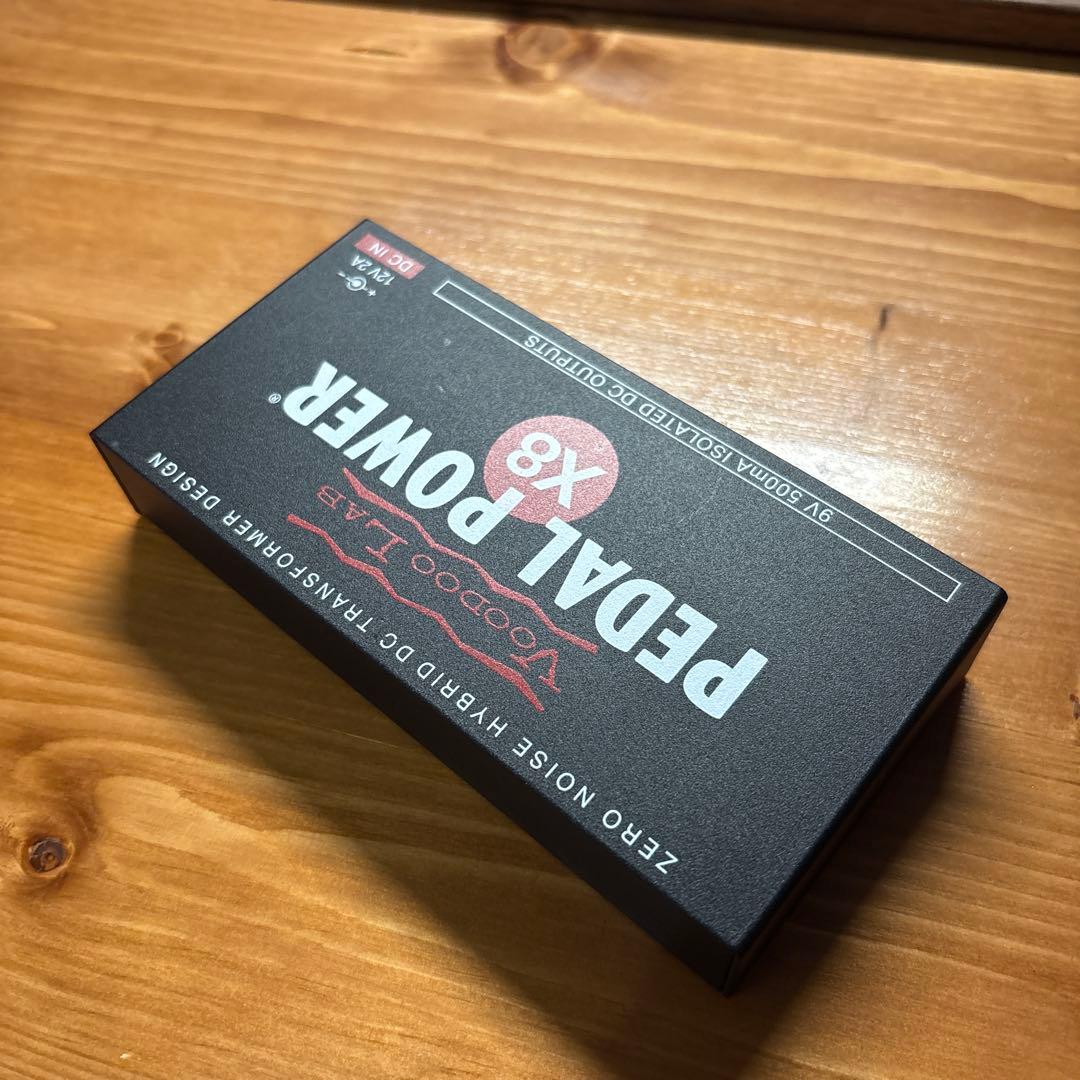 ZERO NOISE HYBRID DC TRANSFORMER DESIGN
VOODOO LAB
PEDAL POWER®
X8
9V 500mA ISOLATED DC OUTPUTS
12V 2A
DC IN